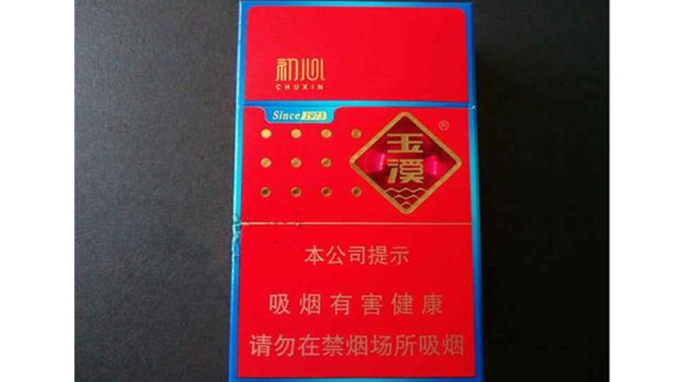 初心
CHUXIN
Since 1973
玉溪®
本公司提示
吸烟有害健康
请勿在禁烟场所吸烟